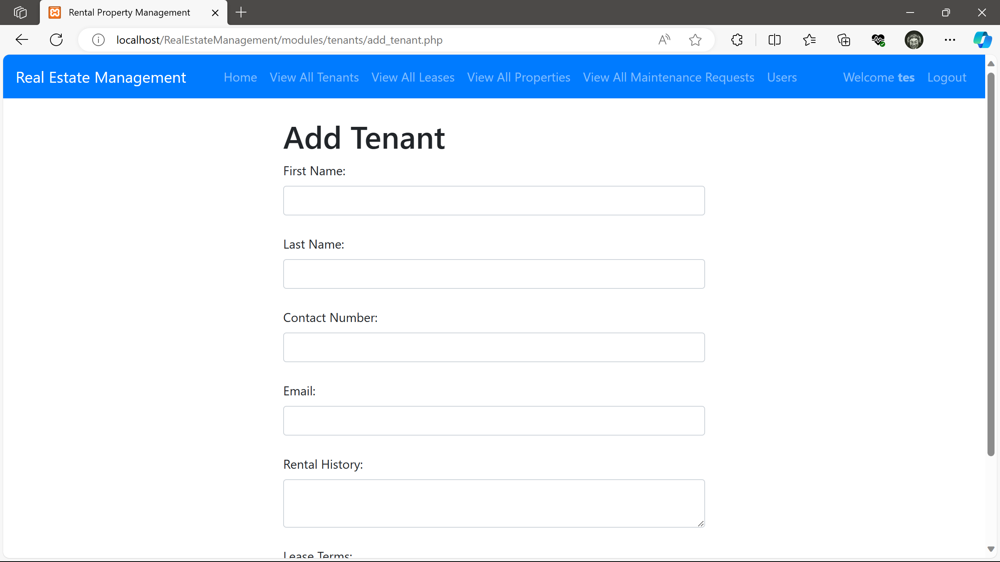 Rental Property Management
localhost/RealEstateManagement/modules/tenants/add_tenant.php
Real Estate Management Home View All Tenants View All Leases View All Properties View All Maintenance Requests Users Welcome tes Logout
Add Tenant
First Name:
Last Name:
Contact Number:
Email:
Rental History:
Lease Terms: